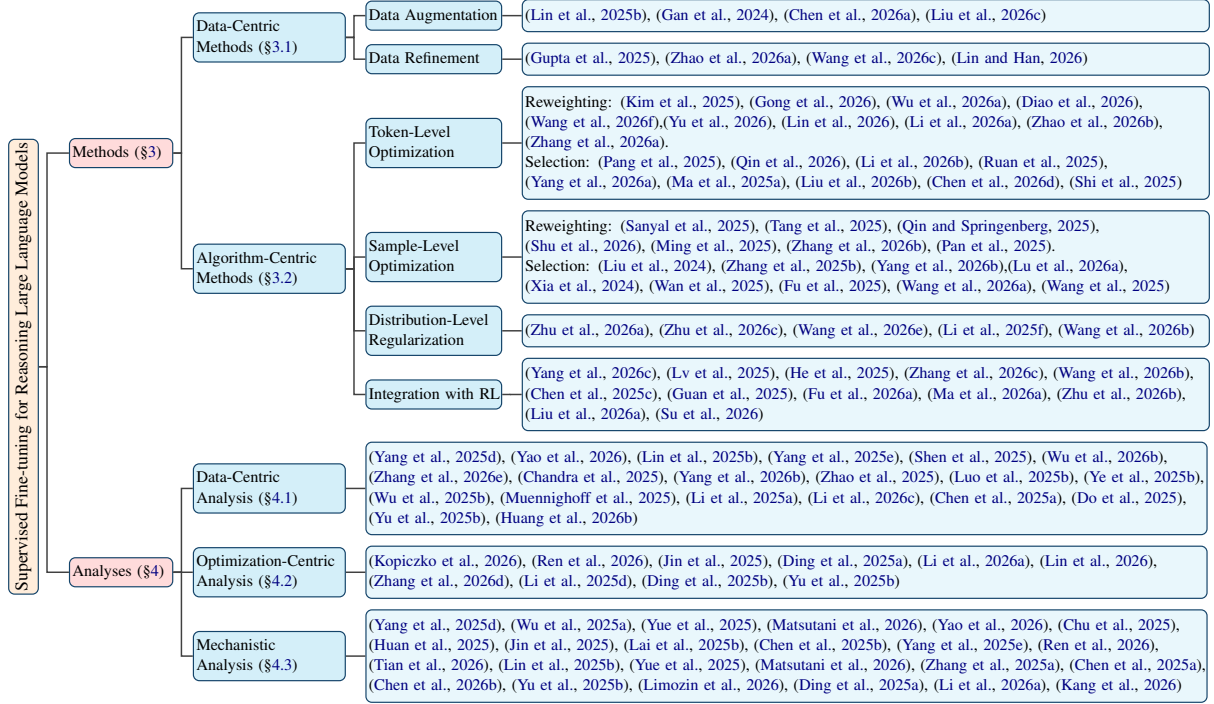 Supervised Fine-tuning for Reasoning Large Language Models
Methods (§3)
Data-Centric
Methods (§3.1)
Data Augmentation
(Lin et al., 2025b), (Gan et al., 2024), (Chen et al., 2026a), (Liu et al., 2026c)
Data Refinement
(Gupta et al., 2025), (Zhao et al., 2026a), (Wang et al., 2026c), (Lin and Han, 2026)
Algorithm-Centric
Methods (§3.2)
Token-Level
Optimization
Reweighting: (Kim et al., 2025), (Gong et al., 2026), (Wu et al., 2026a), (Diao et al., 2026),
(Wang et al., 2026f),(Yu et al., 2026), (Lin et al., 2026), (Li et al., 2026a), (Zhao et al., 2026b),
(Zhang et al., 2026a).
Selection: (Pang et al., 2025), (Qin et al., 2026), (Li et al., 2026b), (Ruan et al., 2025),
(Yang et al., 2026a), (Ma et al., 2025a), (Liu et al., 2026b), (Chen et al., 2026d), (Shi et al., 2025)
Sample-Level
Optimization
Reweighting: (Sanyal et al., 2025), (Tang et al., 2025), (Qin and Springenberg, 2025),
(Shu et al., 2026), (Ming et al., 2025), (Zhang et al., 2026b), (Pan et al., 2025).
Selection: (Liu et al., 2024), (Zhang et al., 2025b), (Yang et al., 2026b),(Lu et al., 2026a),
(Xia et al., 2024), (Wan et al., 2025), (Fu et al., 2025), (Wang et al., 2026a), (Wang et al., 2025)
Distribution-Level
Regularization
(Zhu et al., 2026a), (Zhu et al., 2026c), (Wang et al., 2026e), (Li et al., 2025f), (Wang et al., 2026b)
Integration with RL
(Yang et al., 2026c), (Lv et al., 2025), (He et al., 2025), (Zhang et al., 2026c), (Wang et al., 2026b),
(Chen et al., 2025c), (Guan et al., 2025), (Fu et al., 2026a), (Ma et al., 2026a), (Zhu et al., 2026b),
(Liu et al., 2026a), (Su et al., 2026)
Analyses (§4)
Data-Centric
Analysis (§4.1)
(Yang et al., 2025d), (Yao et al., 2026), (Lin et al., 2025b), (Yang et al., 2025e), (Shen et al., 2025), (Wu et al., 2026b),
(Zhang et al., 2026e), (Chandra et al., 2025), (Yang et al., 2026b), (Zhao et al., 2025), (Luo et al., 2025b), (Ye et al., 2025b),
(Wu et al., 2025b), (Muennighoff et al., 2025), (Li et al., 2025a), (Li et al., 2026c), (Chen et al., 2025a), (Do et al., 2025),
(Yu et al., 2025b), (Huang et al., 2026b)
Optimization-Centric
Analysis (§4.2)
(Kopiczko et al., 2026), (Ren et al., 2026), (Jin et al., 2025), (Ding et al., 2025a), (Li et al., 2026a), (Lin et al., 2026),
(Zhang et al., 2026d), (Li et al., 2025d), (Ding et al., 2025b), (Yu et al., 2025b)
Mechanistic
Analysis (§4.3)
(Yang et al., 2025d), (Wu et al., 2025a), (Yue et al., 2025), (Matsutani et al., 2026), (Yao et al., 2026), (Chu et al., 2025),
(Huan et al., 2025), (Jin et al., 2025), (Lai et al., 2025b), (Chen et al., 2025b), (Yang et al., 2025e), (Ren et al., 2026),
(Tian et al., 2026), (Lin et al., 2025b), (Yue et al., 2025), (Matsutani et al., 2026), (Zhang et al., 2025a), (Chen et al., 2025a),
(Chen et al., 2026b), (Yu et al., 2025b), (Limozin et al., 2026), (Ding et al., 2025a), (Li et al., 2026a), (Kang et al., 2026)